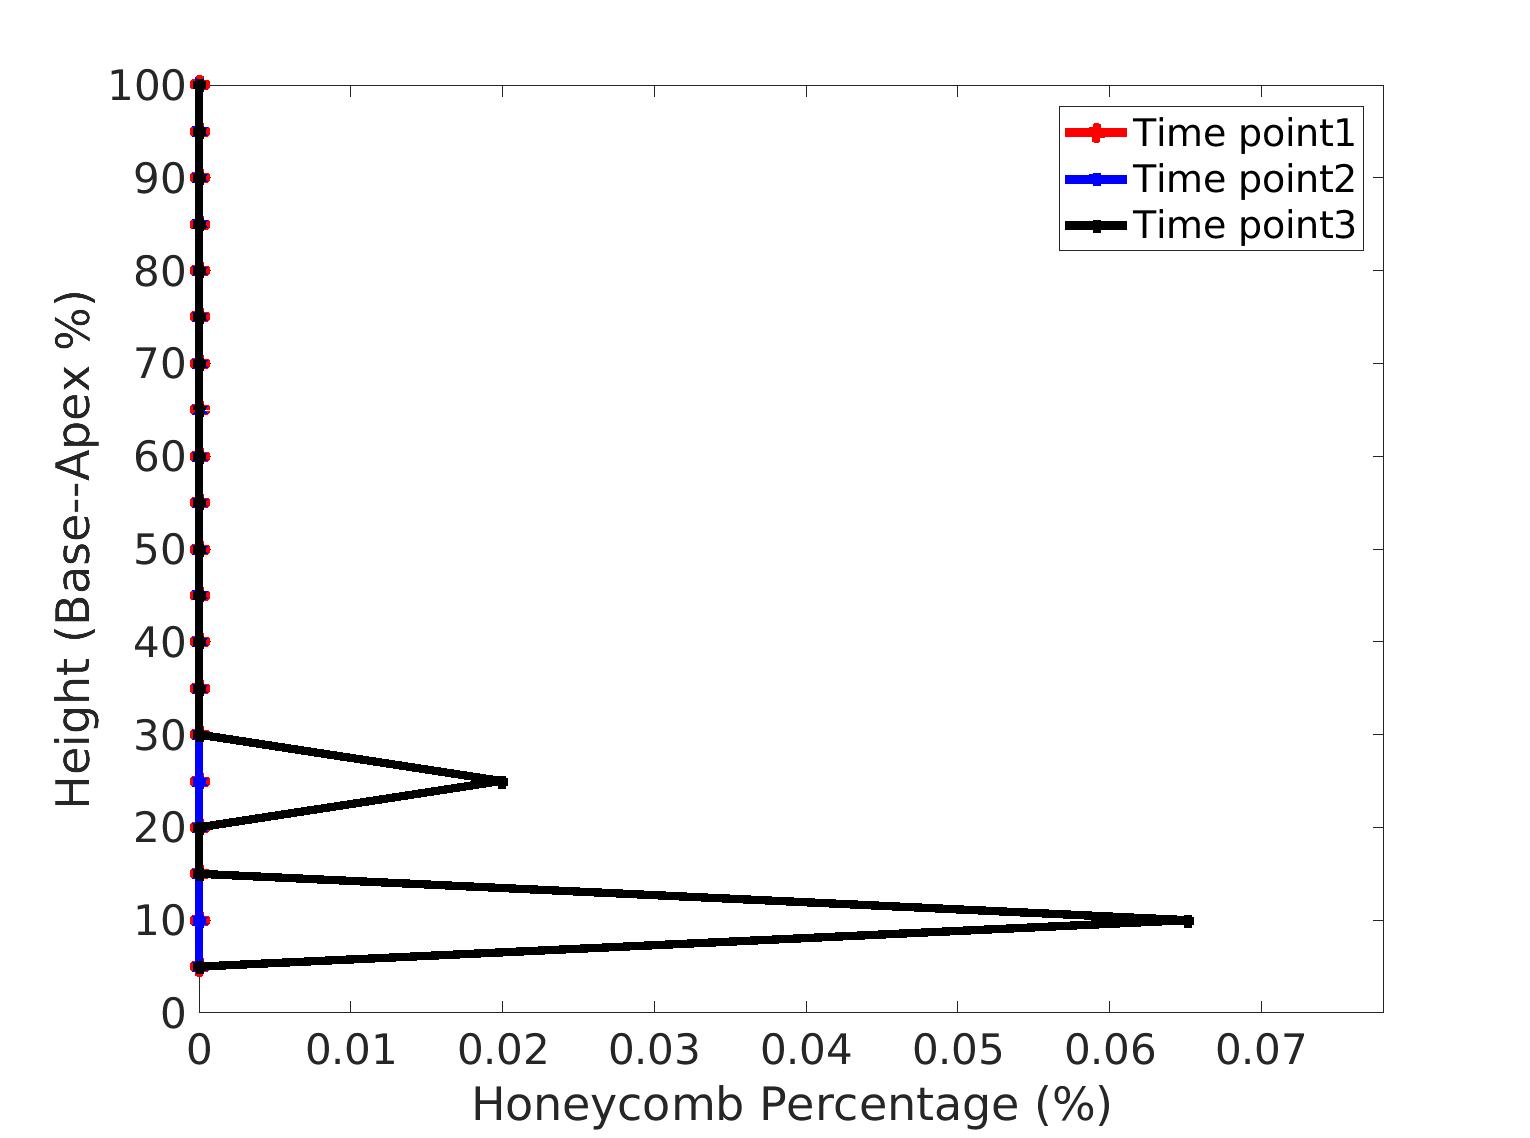 100
90
80
70
60
50
40
30
20
10
0
Height (Base--Apex %)
Time point1
Time point2
Time point3
0 0.01 0.02 0.03 0.04 0.05 0.06 0.07
Honeycomb Percentage (%)